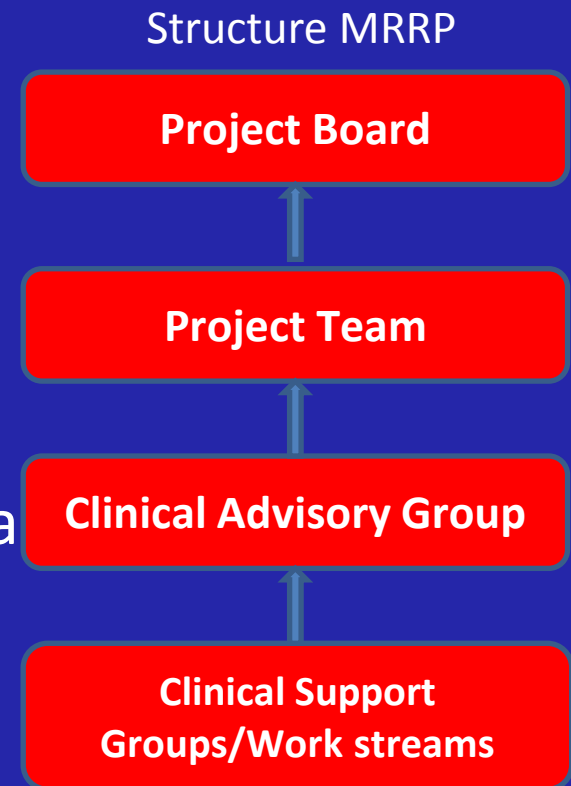 Structure MRRP
Project Board
Project Team
a
Clinical Advisory Group
Clinical Support
Groups/Work streams